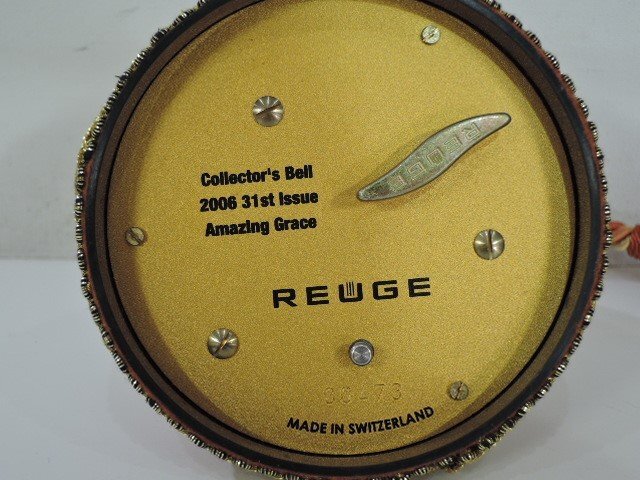 REUGE
Collector's Bell
2006 31st Issue
Amazing Grace
REUGE
MADE IN SWITZERLAND